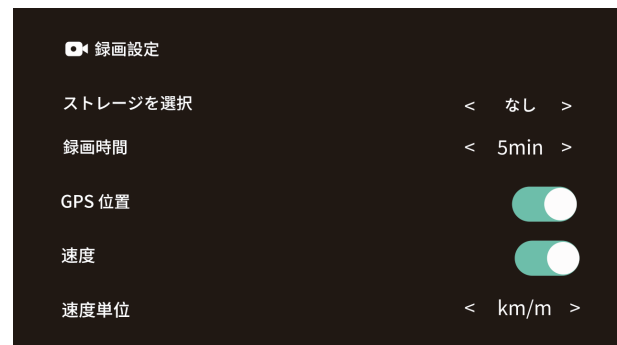 録画設定
ストレージを選択 < なし >
録画時間 < 5min >
GPS 位置
速度
速度単位 < km/m >